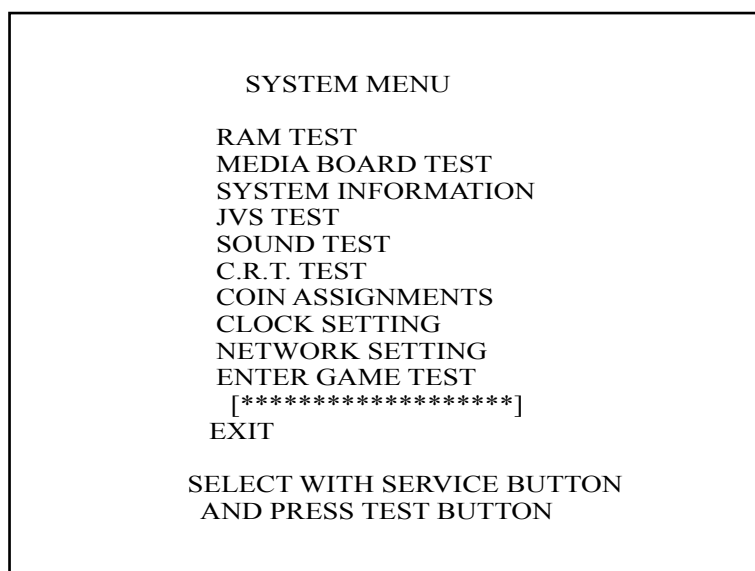 SYSTEM MENU
RAM TEST
MEDIA BOARD TEST
SYSTEM INFORMATION
JVS TEST
SOUND TEST
C.R.T. TEST
COIN ASSIGNMENTS
CLOCK SETTING
NETWORK SETTING
ENTER GAME TEST
[*******************]
EXIT
SELECT WITH SERVICE BUTTON
AND PRESS TEST BUTTON